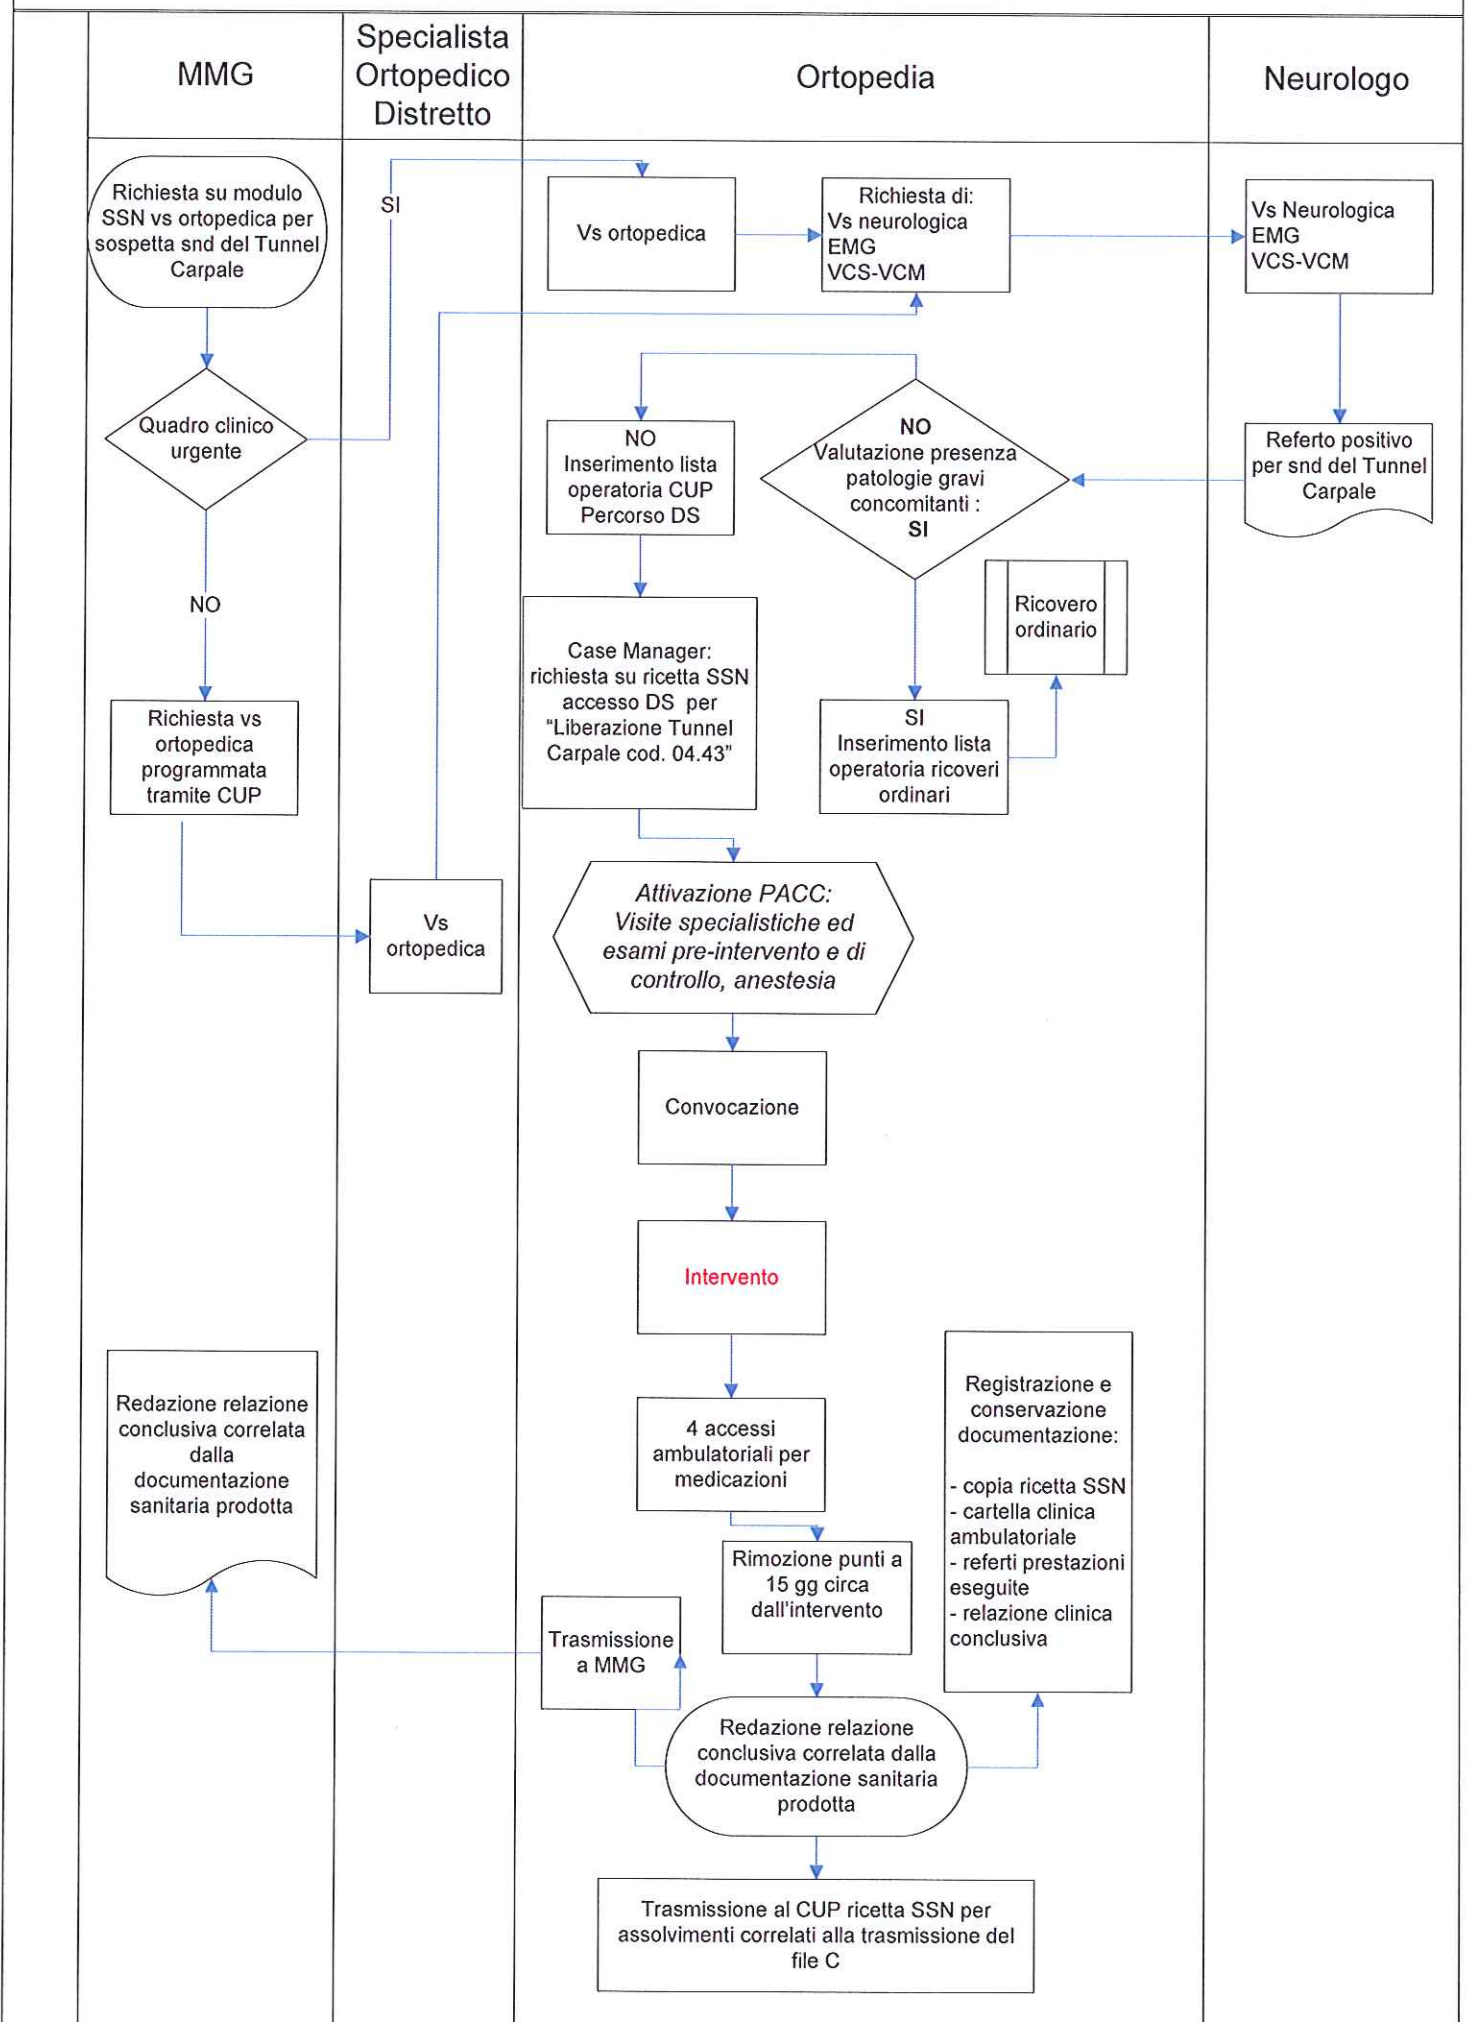 MMG
Specialista
Ortopedico
Distretto
Ortopedia
Neurologo
Richiesta su modulo
SSN vs ortopedica per
sospetta snd del Tunnel
Carpale
SI
Vs ortopedica
Richiesta di:
Vs neurologica
EMG
VCS-VCM
Vs Neurologica
EMG
VCS-VCM
Quadro clinico
urgente
NO
Inserimento lista
operatoria CUP
Percorso DS
NO
Valutazione presenza
patologie gravi
concomitanti :
SI
Referto positivo
per snd del Tunnel
Carpale
NO
Ricovero
ordinario
Case Manager:
richiesta su ricetta SSN
accesso DS per
“Liberazione Tunnel
Carpale cod. 04.43”
SI
Inserimento lista
operatoria ricoveri
ordinari
Richiesta vs
ortopedica
programmata
tramite CUP
Vs
ortopedica
Attivazione PACC:
Visite specialistiche ed
esami pre-intervento e di
controllo, anestesia
Convocazione
Intervento
4 accessi
ambulatoriali per
medicazioni
Redazione relazione
conclusiva correlata
dalla
documentazione
sanitaria prodotta
Registrazione e
conservazione
documentazione:
- copia ricetta SSN
- cartella clinica
ambulatoriale
- referti prestazioni
eseguite
- relazione clinica
conclusiva
Rimozione punti a
15 gg circa
dall'intervento
Trasmissione
a MMG
Redazione relazione
conclusiva correlata dalla
documentazione sanitaria
prodotta
Trasmissione al CUP ricetta SSN per
assolvimenti correlati alla trasmissione del
file C